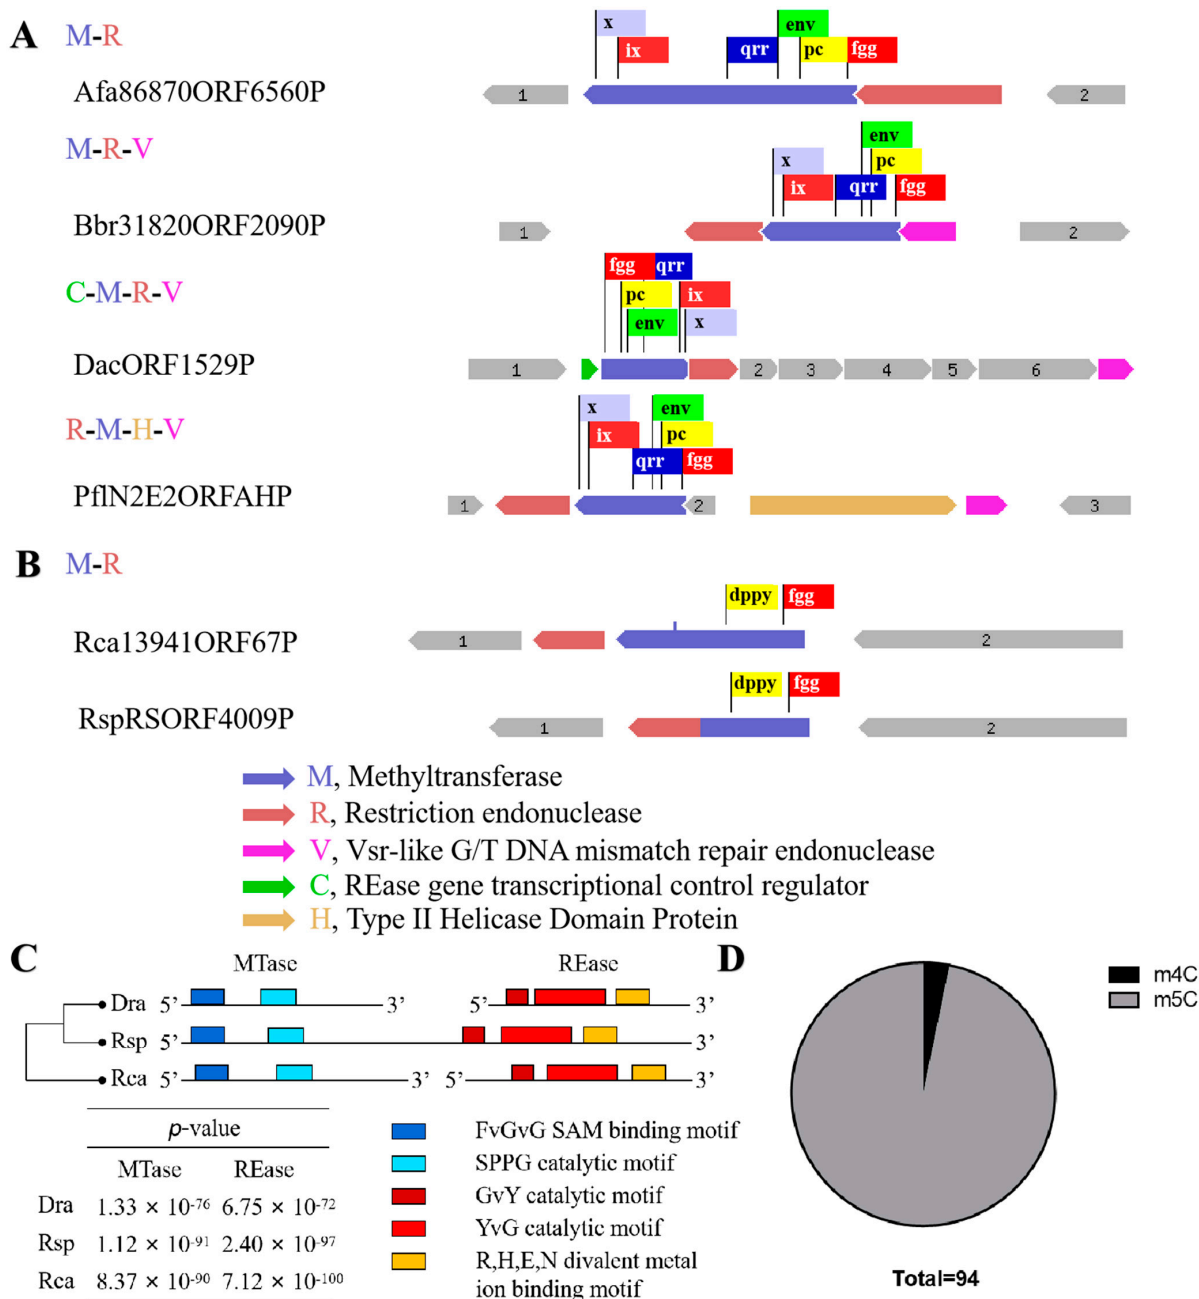 A
M-R
x
env
ix
qrr
pc
fgg
Afa86870ORF6560P
1
2
M-R-V
env
x
pc
ix
qrr
fgg
Bbr31820ORF2090P
1
2
C-M-R-V
fgg
qrr
pc
ix
env
x
DacORF1529P
1
2
3
4
5
6
R-M-H-V
x
env
ix
pc
qrr
fgg
PflN2E2ORFAHP
1
2
3
B
M-R
dppy
fgg
Rca13941ORF67P
1
2
dppy
fgg
RspRSORF4009P
1
2
M, Methyltransferase
R, Restriction endonuclease
V, Vsr-like G/T DNA mismatch repair endonuclease
C, REase gene transcriptional control regulator
H, Type II Helicase Domain Protein
C
MTase
REase
Dra 5’ 3’ 5’ 3’
Rsp 5’ 3’
Rca 5’ 3’ 5’ 3’
p-value
MTase REase
Dra 1.33 × 10-76 6.75 × 10-72
Rsp 1.12 × 10-91 2.40 × 10-97
Rca 8.37 × 10-90 7.12 × 10-100
FvGvG SAM binding motif
SPPG catalytic motif
GvY catalytic motif
YvG catalytic motif
R,H,E,N divalent metal
ion binding motif
D
m4C
m5C
Total=94